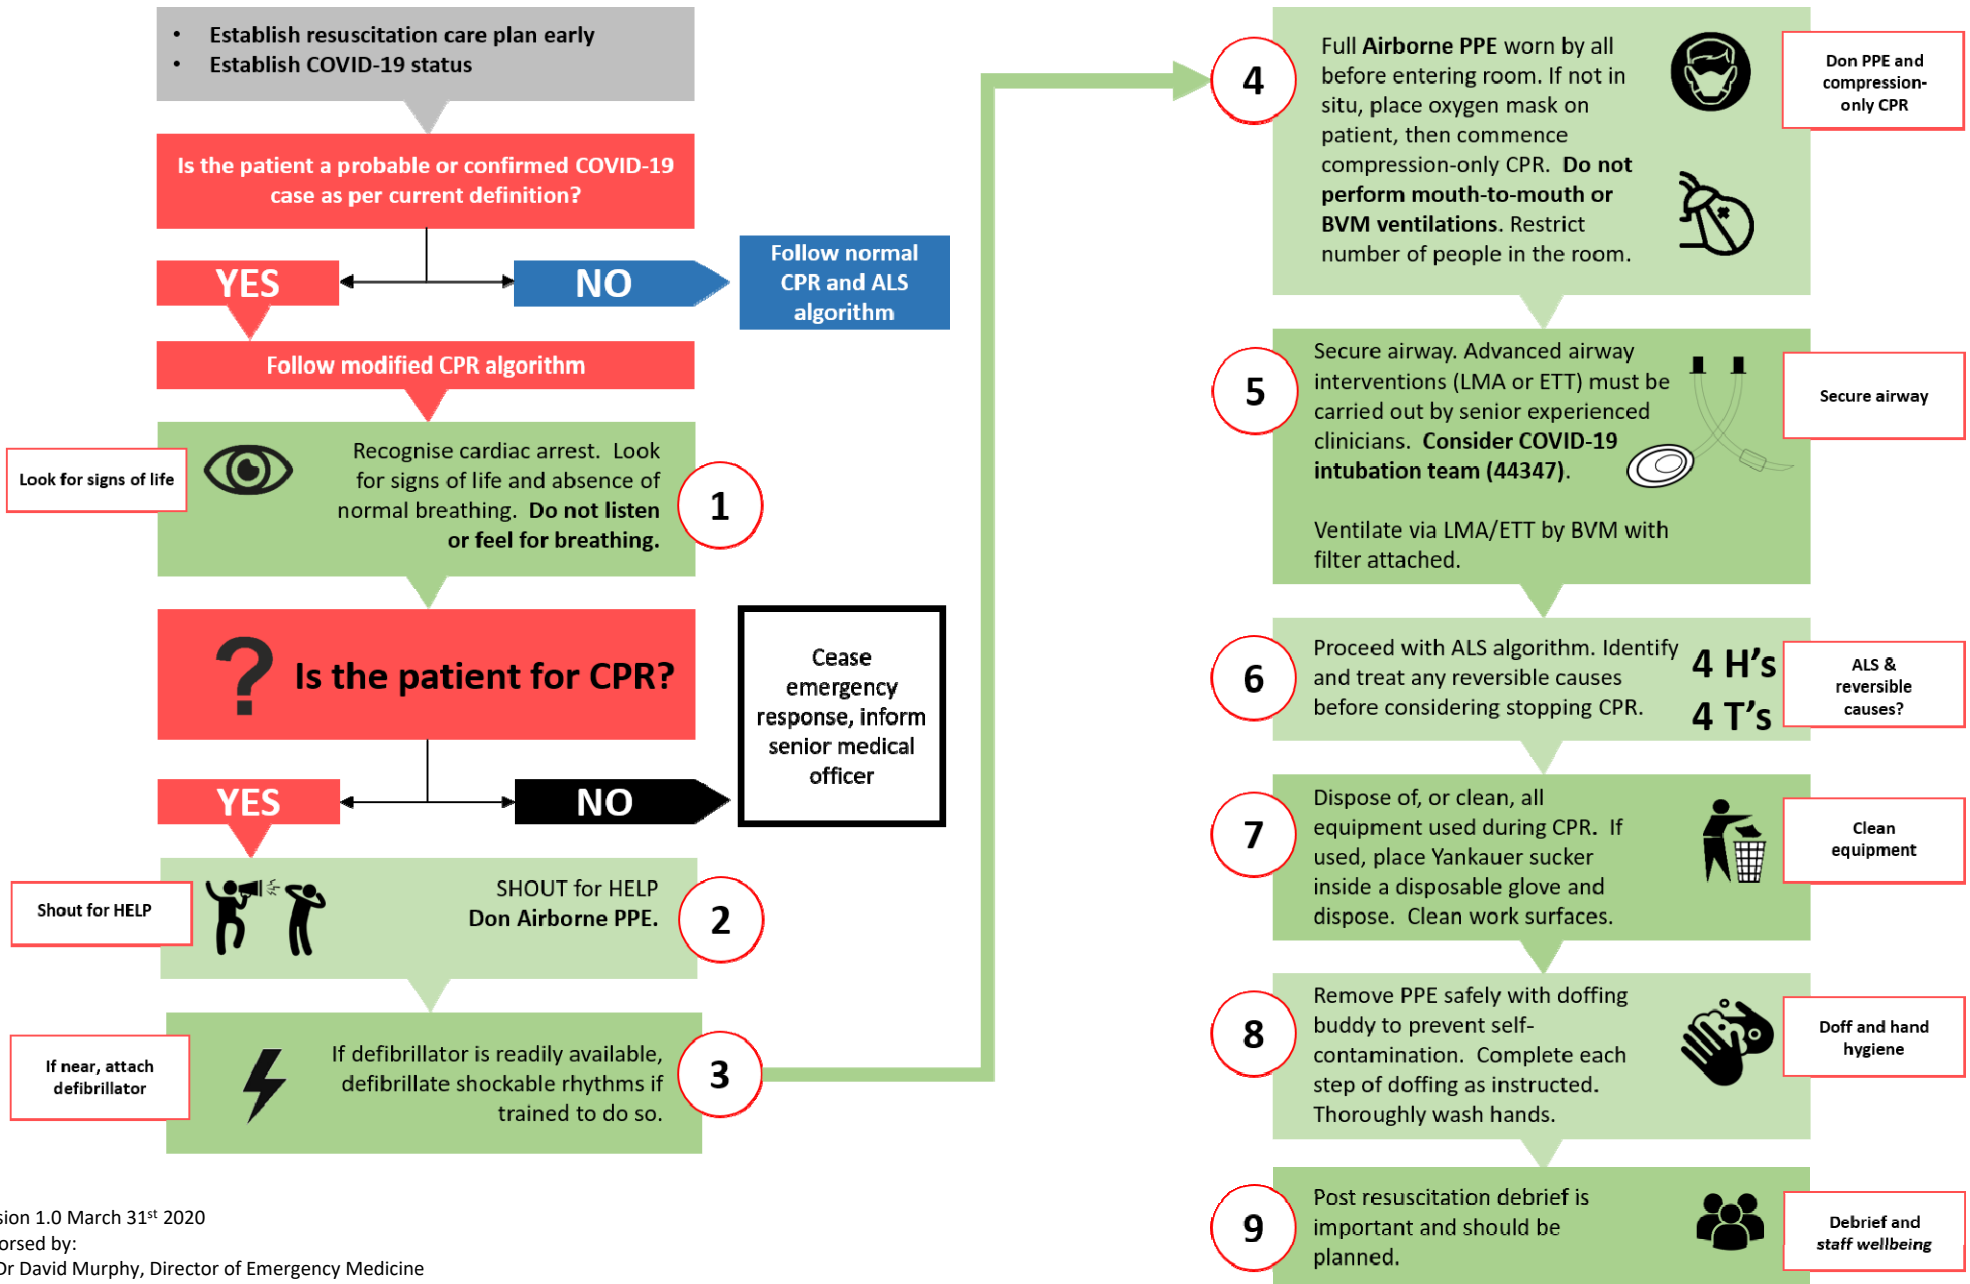 • Establish resuscitation care plan early
• Establish COVID-19 status
Is the patient a probable or confirmed COVID-19
case as per current definition?
YES
NO
Follow normal
CPR and ALS
algorithm
Follow modified CPR algorithm
Look for signs of life
Recognise cardiac arrest. Look
for signs of life and absence of
normal breathing. Do not listen
or feel for breathing.
1
? Is the patient for CPR?
Cease
emergency
response, inform
senior medical
officer
YES
NO
Shout for HELP
SHOUT for HELP
Don Airborne PPE.
2
If near, attach
defibrillator
If defibrillator is readily available,
defibrillate shockable rhythms if
trained to do so.
3
4
Full Airborne PPE worn by all
before entering room. If not in
situ, place oxygen mask on
patient, then commence
compression-only CPR. Do not
perform mouth-to-mouth or
BVM ventilations. Restrict
number of people in the room.
Don PPE and
compression-
only CPR
5
Secure airway. Advanced airway
interventions (LMA or ETT) must be
carried out by senior experienced
clinicians. Consider COVID-19
intubation team (44347).
Ventilate via LMA/ETT by BVM with
filter attached.
Secure airway
6
Proceed with ALS algorithm. Identify
and treat any reversible causes
before considering stopping CPR.
4 H's
4 T's
ALS &
reversible
causes?
7
Dispose of, or clean, all
equipment used during CPR. If
used, place Yankauer sucker
inside a disposable glove and
dispose. Clean work surfaces.
Clean
equipment
8
Remove PPE safely with doffing
buddy to prevent self-
contamination. Complete each
step of doffing as instructed.
Thoroughly wash hands.
Doff and hand
hygiene
9
Post resuscitation debrief is
important and should be
planned.
Debrief and
staff wellbeing
sion 1.0 March 31st 2020
orsed by:
Dr David Murphy, Director of Emergency Medicine